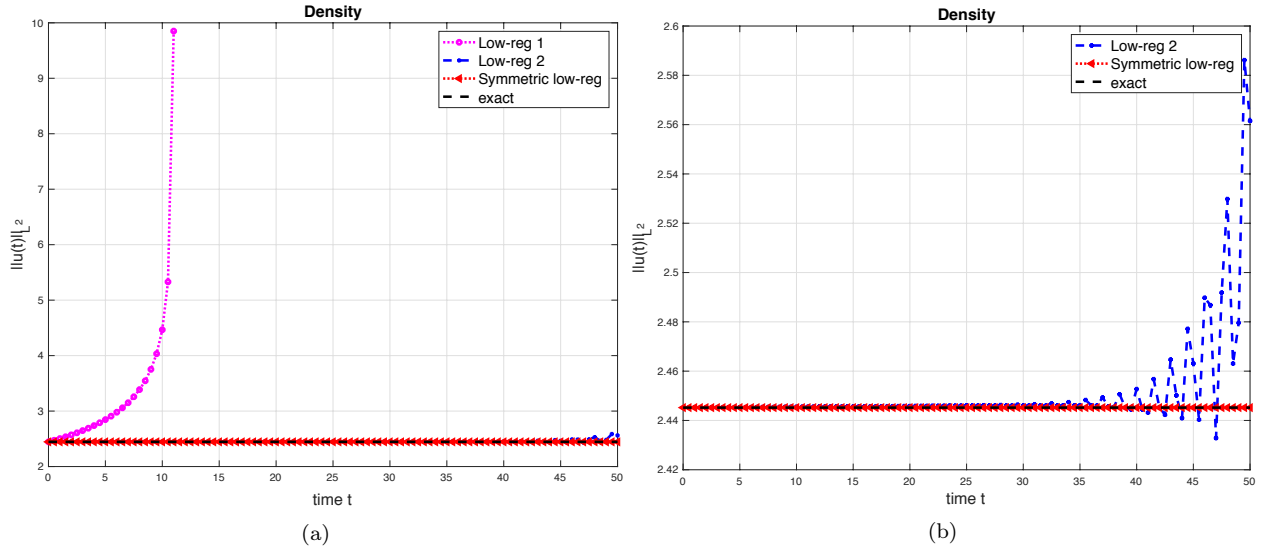 Density
10
9
8
7
6
5
4
3
2
||u(t)||L2
Low-reg 1
Low-reg 2
Symmetric low-reg
exact
0 5 10 15 20 25 30 35 40 45 50
time t
(a)
Density
2.6
2.58
2.56
2.54
2.52
2.5
2.48
2.46
2.44
2.42
||u(t)||L2
Low-reg 2
Symmetric low-reg
exact
0 5 10 15 20 25 30 35 40 45 50
time t
(b)